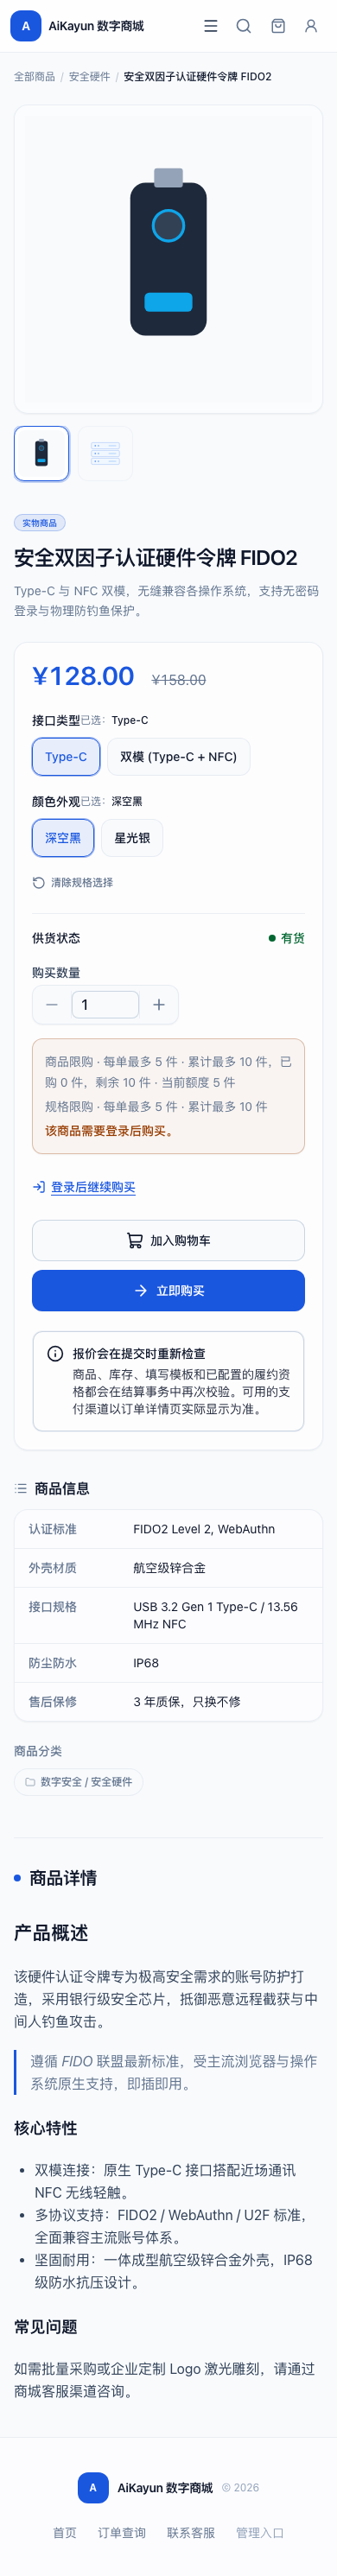 A AiKayun 数字商城
全部商品 / 安全硬件 / 安全双因子认证硬件令牌 FIDO2
实物商品
安全双因子认证硬件令牌 FIDO2
Type-C 与 NFC 双模，无缝兼容各操作系统，支持无密码
登录与物理防钓鱼保护。
¥128.00 ¥158.00
接口类型已选：Type-C
Type-C 双模 (Type-C + NFC)
颜色外观已选：深空黑
深空黑 星光银
清除规格选择
供货状态 有货
购买数量
1
商品限购 · 每单最多 5 件 · 累计最多 10 件，已
购 0 件，剩余 10 件 · 当前额度 5 件
规格限购 · 每单最多 5 件 · 累计最多 10 件
该商品需要登录后购买。
登录后继续购买
加入购物车
立即购买
报价会在提交时重新检查
商品、库存、填写模板和已配置的履约资
格都会在结算事务中再次校验。可用的支
付渠道以订单详情页实际显示为准。
商品信息
认证标准 FIDO2 Level 2, WebAuthn
外壳材质 航空级锌合金
接口规格 USB 3.2 Gen 1 Type-C / 13.56
MHz NFC
防尘防水 IP68
售后保修 3 年质保，只换不修
商品分类
数字安全 / 安全硬件
商品详情
产品概述
该硬件认证令牌专为极高安全需求的账号防护打
造，采用银行级安全芯片，抵御恶意远程截获与中
间人钓鱼攻击。
遵循 FIDO 联盟最新标准，受主流浏览器与操作
系统原生支持，即插即用。
核心特性
• 双模连接：原生 Type-C 接口搭配近场通讯
NFC 无线轻触。
• 多协议支持：FIDO2 / WebAuthn / U2F 标准，
全面兼容主流账号体系。
• 坚固耐用：一体成型航空级锌合金外壳，IP68
级防水抗压设计。
常见问题
如需批量采购或企业定制 Logo 激光雕刻，请通过
商城客服渠道咨询。
A AiKayun 数字商城 © 2026
首页 订单查询 联系客服 管理入口